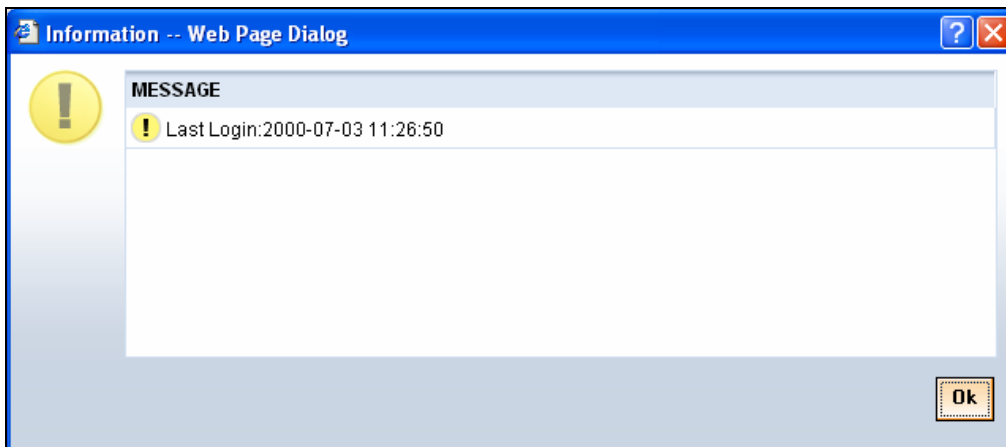 Information -- Web Page Dialog
MESSAGE
Last Login:2000-07-03 11:26:50
Ok